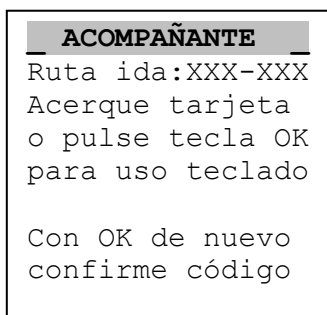 _ ACOMPAÑANTE _
Ruta ida:XXX-XXX
Acerque tarjeta
o pulse tecla OK
para uso teclado
Con OK de nuevo
confirme código